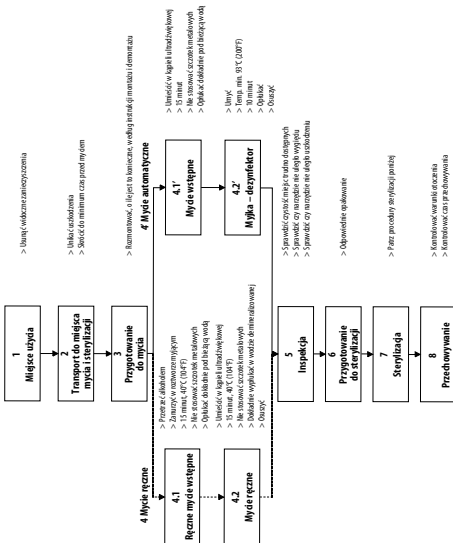 1
Miejsce użycia
> Usunąć widoczne zanieczyszczenia
2
Transport do miejsca
mycia i sterylizacji
> Unikać uszkodzenia
> Skrócić do minimum czas przed myciem
3
Przygotowanie
do mycia
> Rozmontować, o ile jest to konieczne, według instrukcji montażu i demontażu
4 Mycie ręczne
> Przetrzeć alkoholem
> Zanurzyć w roztworze myjącym
> 15 minut, 40°C (104°F)
> Nie stosować szczotek metalowych
> Opłukać dokładnie pod bieżącą wodą
4.1
Ręczne mycie wstępne
> Umieścić w kąpieli ultradźwiękowej
> 15 minut, 40°C (104°F)
> Nie stosować szczotek metalowych
> Dokładnie wypłukać w wodzie demineralizowanej
> Osuszyć
4.2
Mycie ręczne
4' Mycie automatyczne
4.1'
Mycie wstępne
> Umieścić w kąpieli ultradźwiękowej
> 15 minut
> Nie stosować szczotek metalowych
> Opłukać dokładnie pod bieżącą wodą
4.2'
Myjka – dezynfektor
> Umyć
> Temp. min. 93°C (200°F)
> 10 minut
> Opłukać
> Osuszyć
5
Inspekcja
> Sprawdzić czystość miejsc trudno dostępnych
> Sprawdzić czy narzędzie nie uległo wygięciu
> Sprawdzić czy narzędzie nie uległo uszkodzeniu
6
Przygotowanie
do sterylizacji
> Odpowiednie opakowanie
7
Sterylizacja
> Patrz procedury sterylizacji poniżej
8
Przechowywanie
> Kontrolować warunki otoczenia
> Kontrolować czas przechowywania